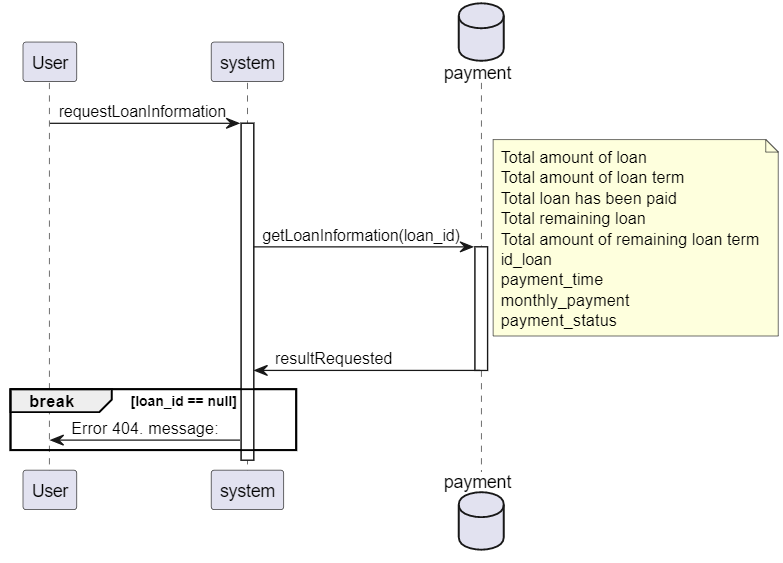 User
system
payment
requestLoanInformation
Total amount of loan
Total amount of loan term
Total loan has been paid
Total remaining loan
Total amount of remaining loan term
id_loan
payment_time
monthly_payment
payment_status
getLoanInformation(loan_id)
resultRequested
break
[loan_id == null]
Error 404. message:
User
system
payment